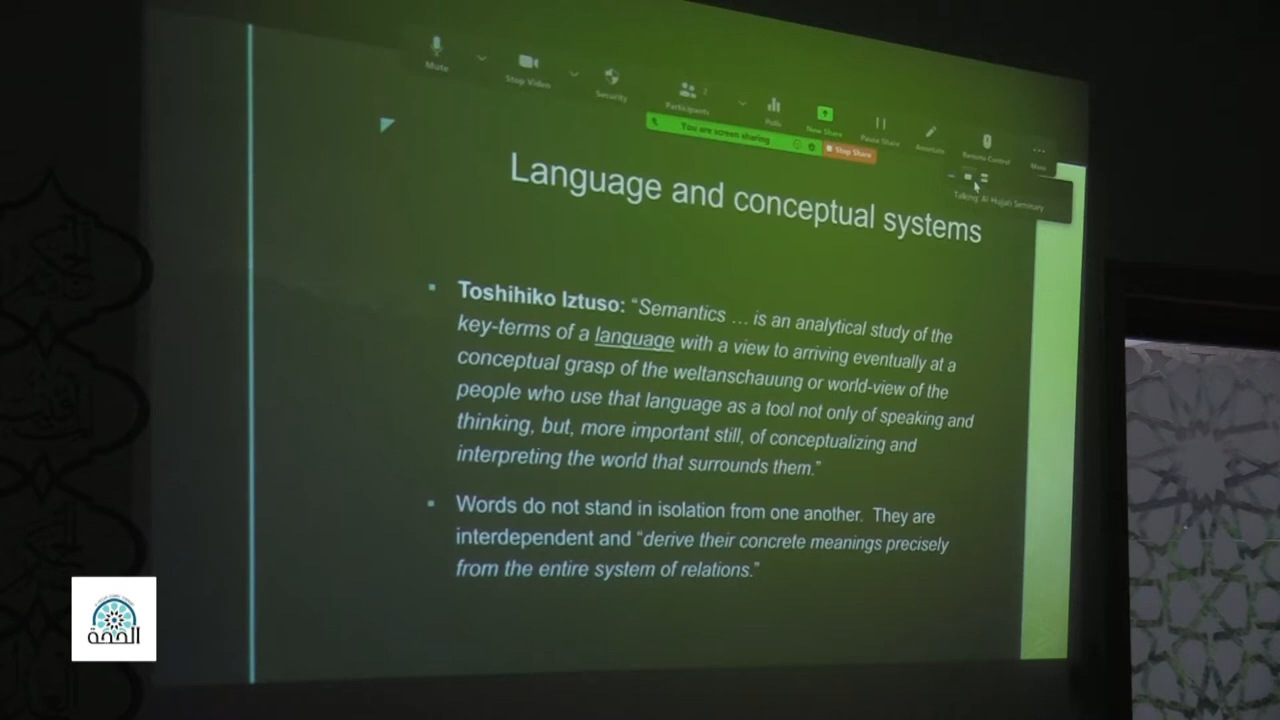 Mute
Stop Video
Security
Participants
2
Polls
New Share
Pause Share
Annotate
Remote Control
More
You are screen sharing
Stop Share
Talking: Al Hujjah Seminary
Language and conceptual systems
Toshihiko Iztuso: “Semantics … is an analytical study of the
key-terms of a language with a view to arriving eventually at a
conceptual grasp of the weltanschauung or world-view of the
people who use that language as a tool not only of speaking and
thinking, but, more important still, of conceptualizing and
interpreting the world that surrounds them.”
Words do not stand in isolation from one another. They are
interdependent and “derive their concrete meanings precisely
from the entire system of relations.”
الحجة